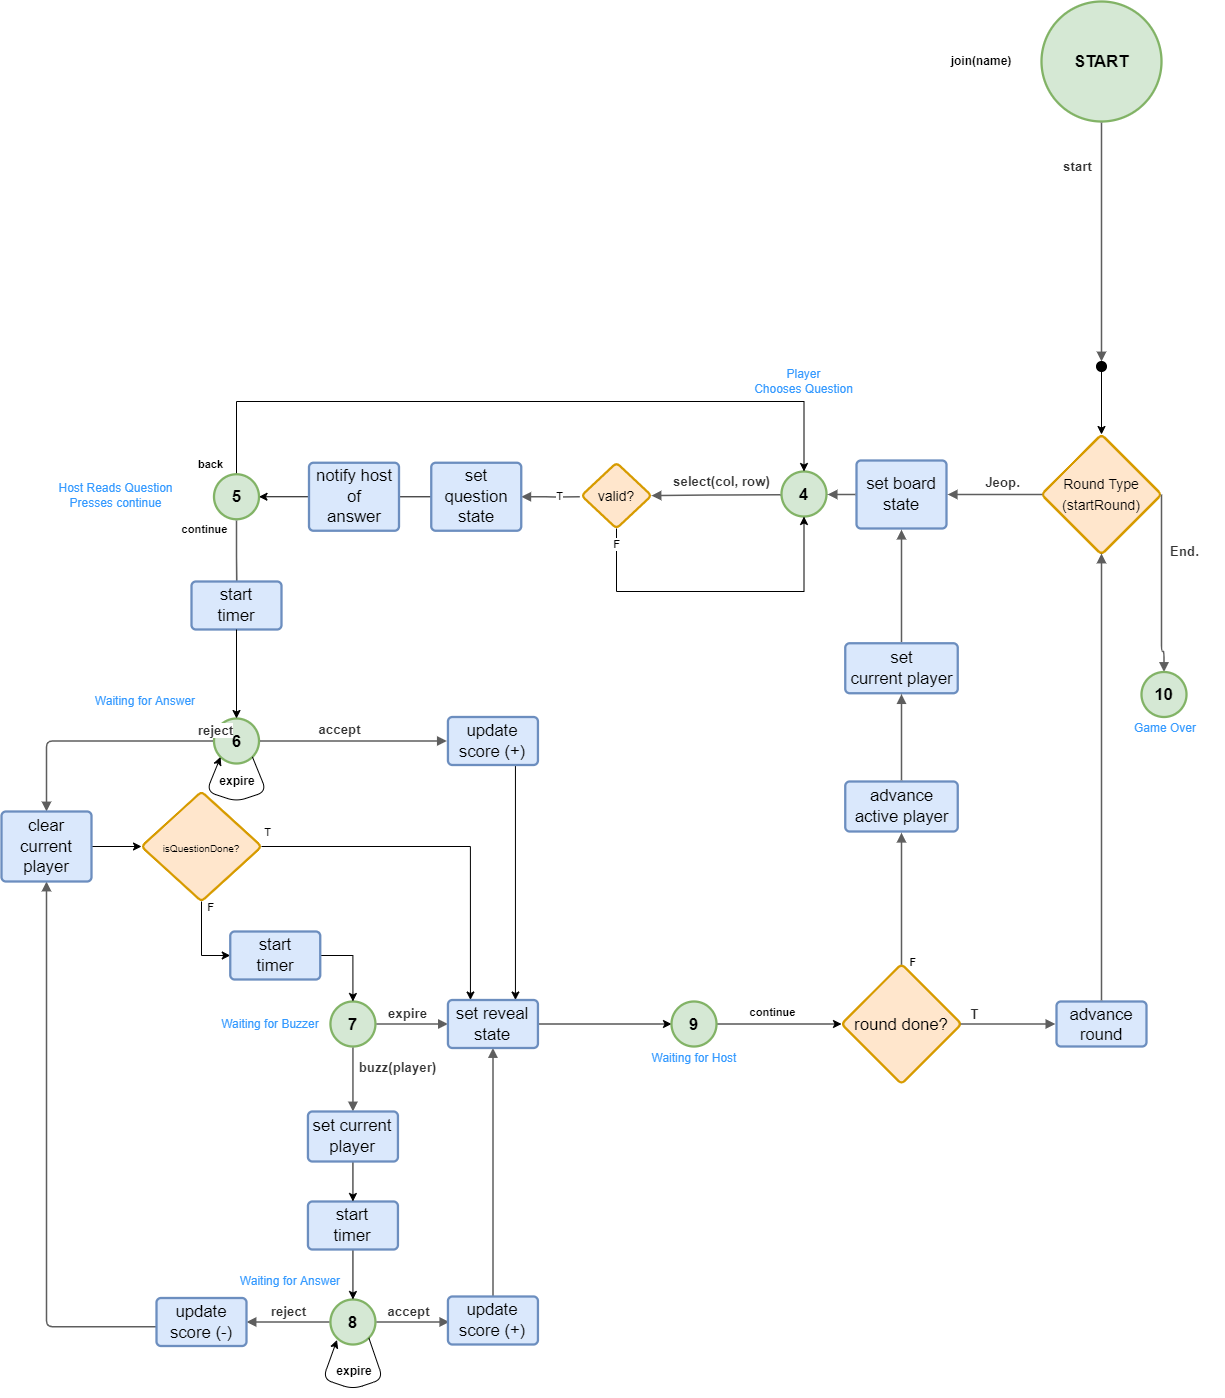 START
join(name)
start
Player
Chooses Question
back
Host Reads Question
Presses continue
5
continue
notify host
of
answer
set
question
state
T
valid?
F
select(col, row)
4
set board
state
Jeop.
Round Type
(startRound)
End.
start
timer
set
current player
10
Game Over
Waiting for Answer
reject
6
accept
expire
update
score (+)
clear
current
player
isQuestionDone?
T
F
advance
active player
start
timer
Waiting for Buzzer
7
expire
set reveal
state
9
Waiting for Host
continue
round done?
F
T
advance
round
buzz(player)
set current
player
start
timer
Waiting for Answer
update
score (-)
reject
8
accept
update
score (+)
expire